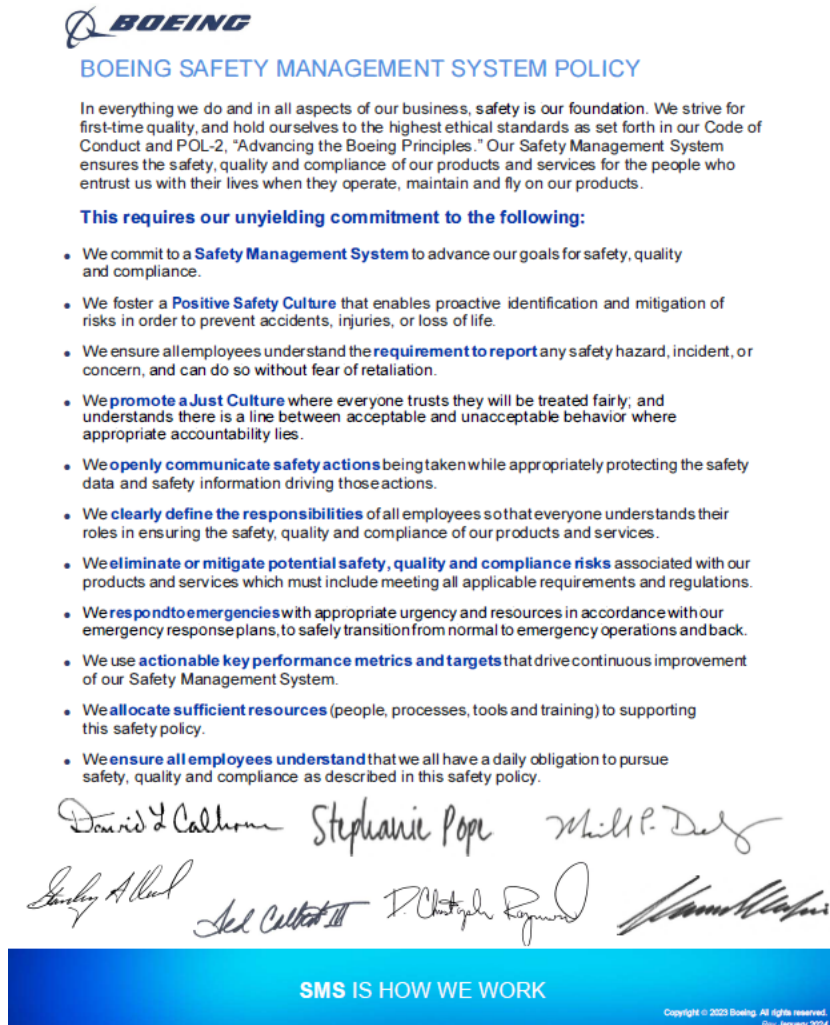 BOEING
BOEING SAFETY MANAGEMENT SYSTEM POLICY
In everything we do and in all aspects of our business, safety is our foundation. We strive for
first-time quality, and hold ourselves to the highest ethical standards as set forth in our Code of
Conduct and POL-2, “Advancing the Boeing Principles.” Our Safety Management System
ensures the safety, quality and compliance of our products and services for the people who
entrust us with their lives when they operate, maintain and fly on our products.
This requires our unyielding commitment to the following:
• We commit to a Safety Management System to advance our goals for safety, quality
and compliance.
• We foster a Positive Safety Culture that enables proactive identification and mitigation of
risks in order to prevent accidents, injuries, or loss of life.
• We ensure all employees understand the requirement to report any safety hazard, incident, or
concern, and can do so without fear of retaliation.
• We promote a Just Culture where everyone trusts they will be treated fairly; and
understands there is a line between acceptable and unacceptable behavior where
appropriate accountability lies.
• We openly communicate safety actions being taken while appropriately protecting the safety
data and safety information driving those actions.
• We clearly define the responsibilities of all employees so that everyone understands their
roles in ensuring the safety, quality and compliance of our products and services.
• We eliminate or mitigate potential safety, quality and compliance risks associated with our
products and services which must include meeting all applicable requirements and regulations.
• We respond to emergencies with appropriate urgency and resources in accordance with our
emergency response plans, to safely transition from normal to emergency operations and back.
• We use actionable key performance metrics and targets that drive continuous improvement
of our Safety Management System.
• We allocate sufficient resources (people, processes, tools and training) to supporting
this safety policy.
• We ensure all employees understand that we all have a daily obligation to pursue
safety, quality and compliance as described in this safety policy.
David L Calhoun Stephanie Pope
Ted Colbert III D. Christopher Raymond
SMS IS HOW WE WORK
Copyright © 2023 Boeing. All rights reserved.
Rev January 2024